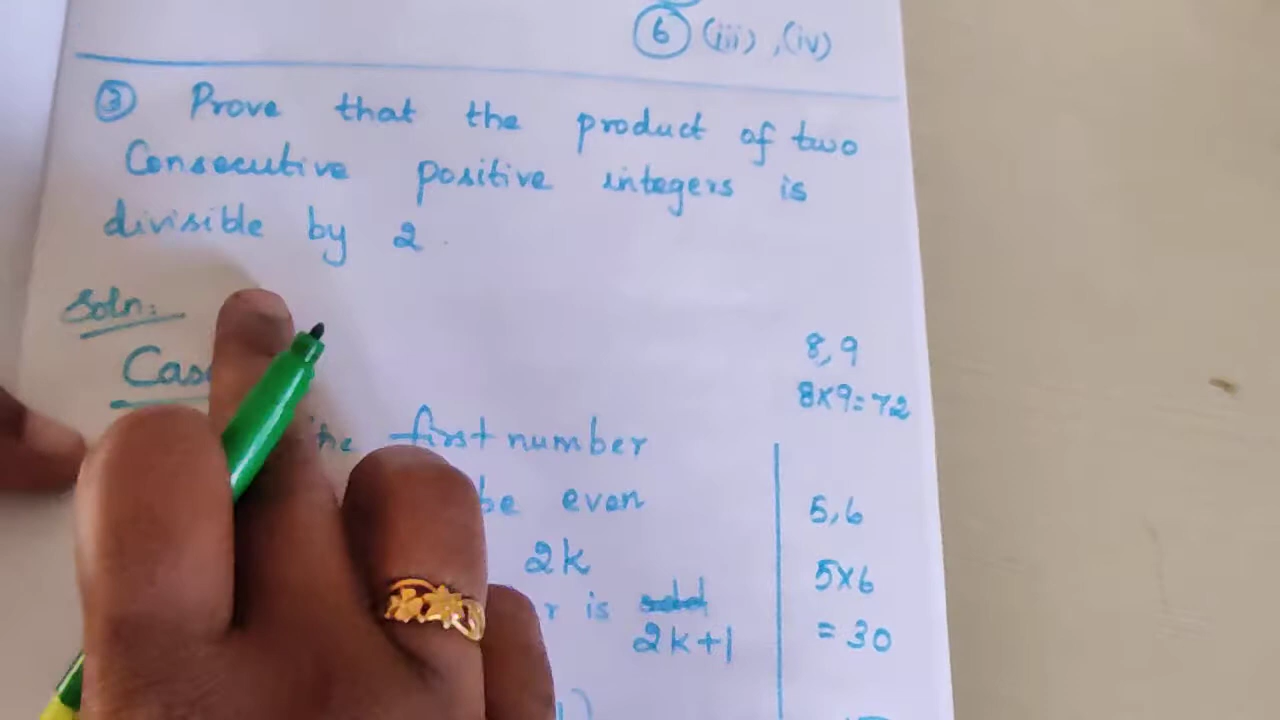 6 (iii), (iv)
3 Prove that the product of two
Consecutive positive integers is
divisible by 2
Soln:
8, 9
8×9=72
first number
be even
2k
is
2k+1
5,6
5×6
= 30